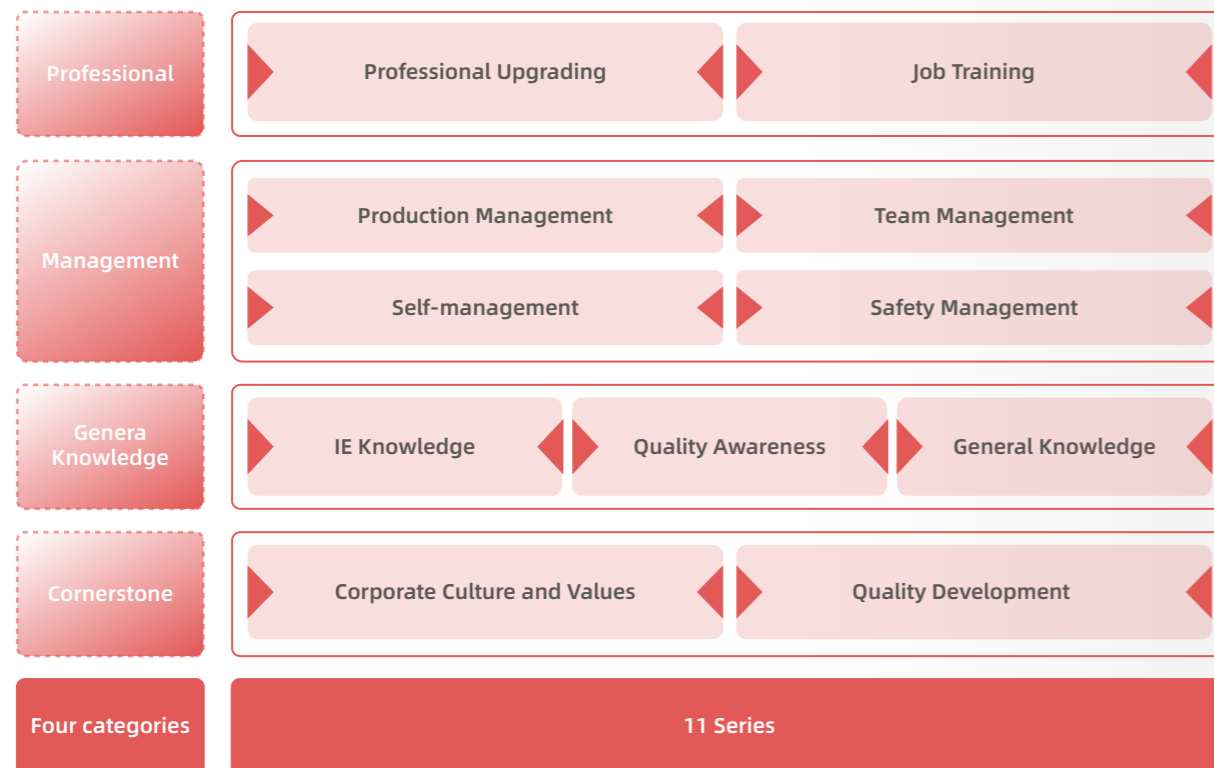 Professional
Professional Upgrading
Job Training
Management
Production Management
Team Management
Self-management
Safety Management
Genera
Knowledge
IE Knowledge
Quality Awareness
General Knowledge
Cornerstone
Corporate Culture and Values
Quality Development
Four categories
11 Series